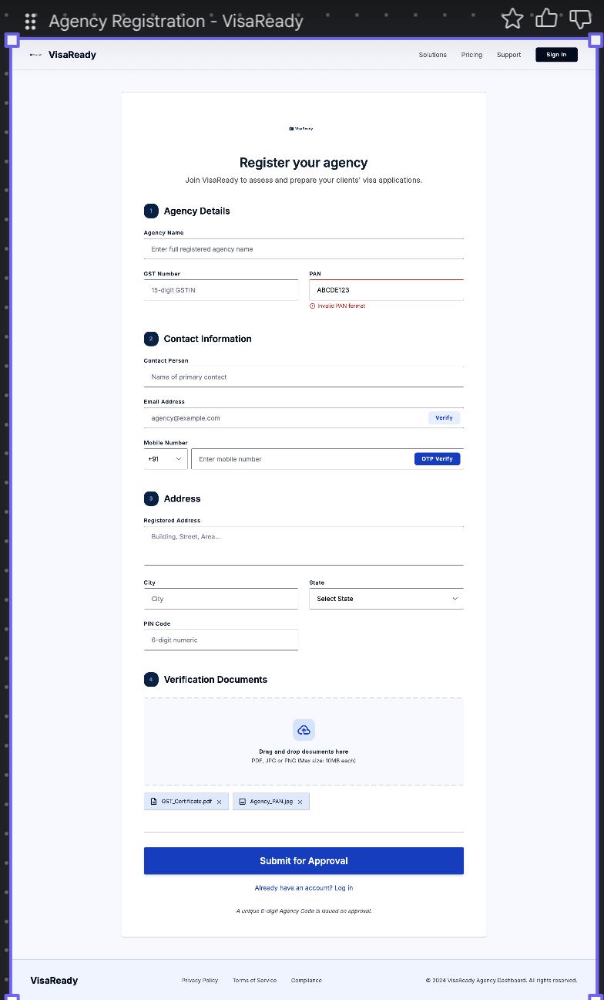 Agency Registration - VisaReady
VisaReady
Solutions
Pricing
Support
Sign In
VisaReady
Register your agency
Join VisaReady to assess and prepare your clients' visa applications.
1 Agency Details
Agency Name
Enter full registered agency name
GST Number
PAN
15-digit GSTIN
ABCDE123
Invalid PAN format
2 Contact Information
Contact Person
Name of primary contact
Email Address
agency@example.com
Verify
Mobile Number
+91
Enter mobile number
OTP Verify
3 Address
Registered Address
Building, Street, Area...
City
State
City
Select State
PIN Code
6-digit numeric
4 Verification Documents
Drag and drop documents here
PDF, JPG or PNG (Max size: 10MB each)
GST_Certificate.pdf
Agency_PAN.jpg
Submit for Approval
Already have an account? Log in
A unique 6-digit Agency Code is issued on approval.
VisaReady
Privacy Policy
Terms of Service
Compliance
© 2024 VisaReady Agency Dashboard. All rights reserved.